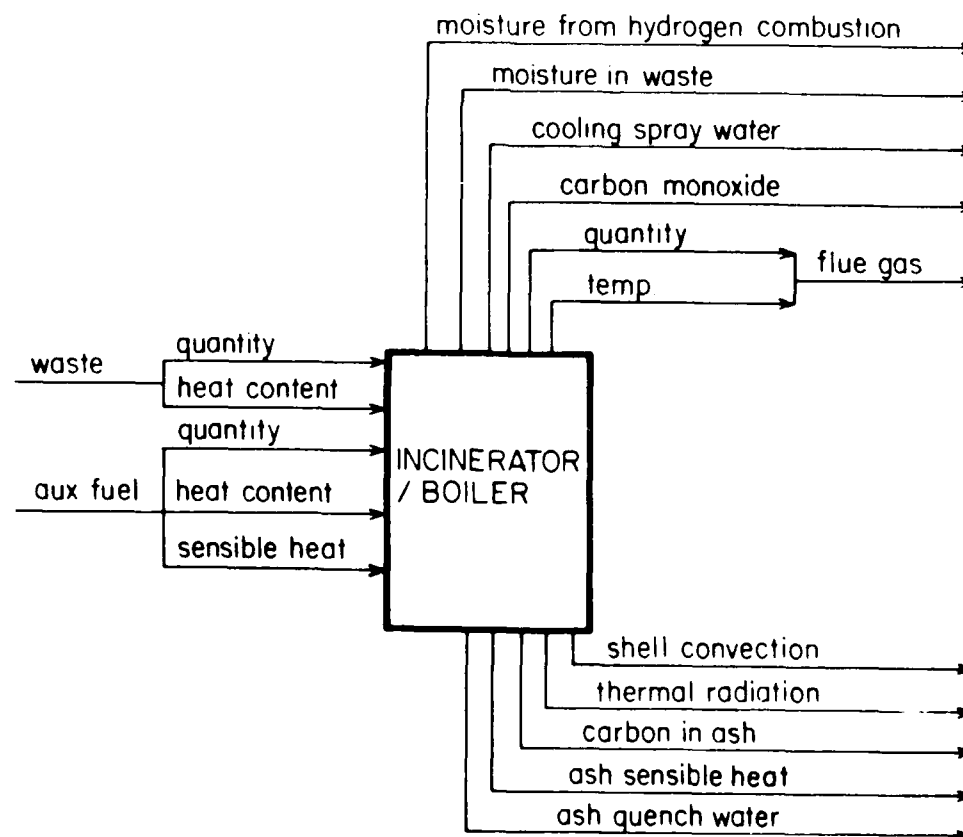 moisture from hydrogen combustion
moisture in waste
cooling spray water
carbon monoxide
quantity
flue gas
temp
quantity
waste
heat content
quantity
INCINERATOR
/ BOILER
aux fuel
heat content
sensible heat
shell convection
thermal radiation
carbon in ash
ash sensible heat
ash quench water